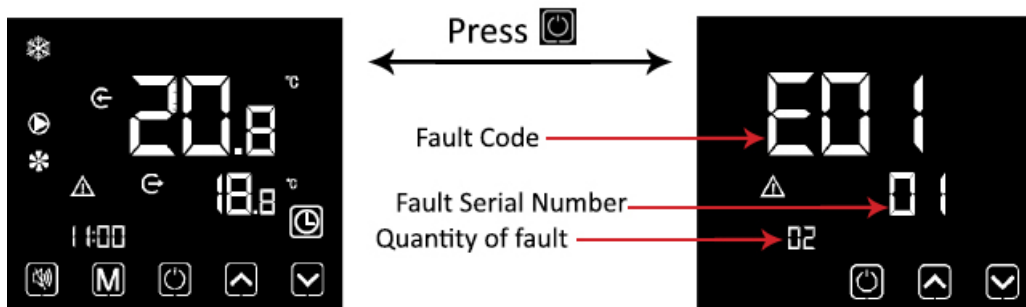 Press
20.8 °C
18.8 °C
11:00
M
Fault Code
Fault Serial Number
Quantity of fault
E01
01
02